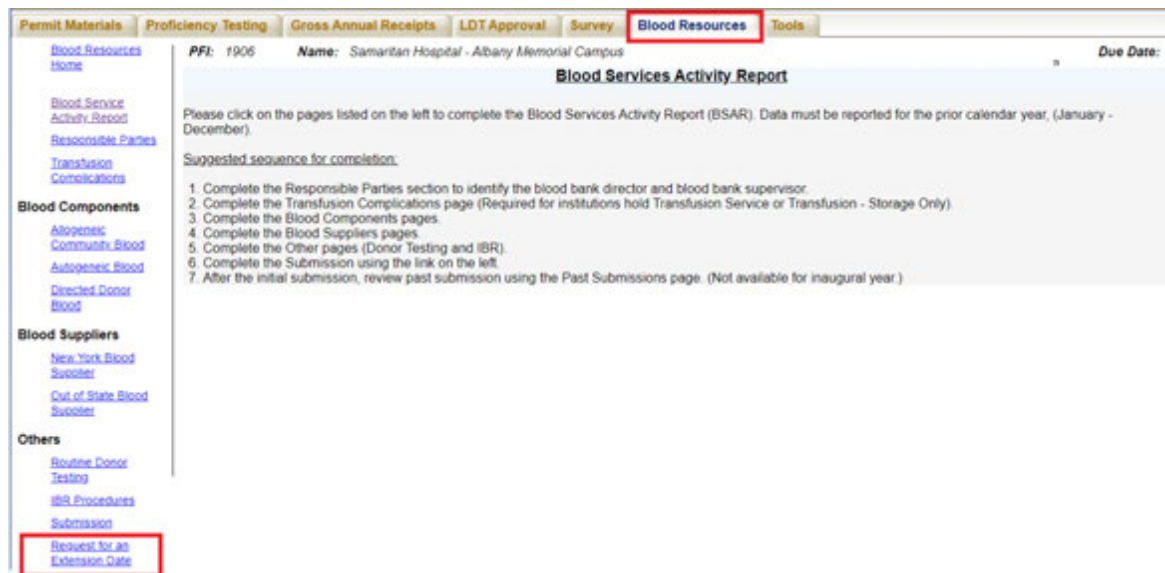 Permit Materials Proficiency Testing Gross Annual Receipts LDT Approval Survey Blood Resources Tools
Blood Resources
Home
Blood Service
Activity Report
Responsible Parties
Transfusion
Complications
Blood Components
Allogeneic
Community Blood
Autogeneic Blood
Directed Donor
Blood
Blood Suppliers
New York Blood
Supplier
Out of State Blood
Supplier
Others
Routine Donor
Testing
IBR Procedures
Submission
Request for an
Extension Date
PFI: 1906 Name: Samaritan Hospital - Albany Memorial Campus Due Date:
Blood Services Activity Report
Please click on the pages listed on the left to complete the Blood Services Activity Report (BSAR). Data must be reported for the prior calendar year, (January -
December).
Suggested sequence for completion:
1. Complete the Responsible Parties section to identify the blood bank director and blood bank supervisor.
2. Complete the Transfusion Complications page (Required for institutions hold Transfusion Service or Transfusion - Storage Only).
3. Complete the Blood Components pages.
4. Complete the Blood Suppliers pages.
5. Complete the Other pages (Donor Testing and IBR).
6. Complete the Submission using the link on the left.
7. After the initial submission, review past submission using the Past Submissions page. (Not available for inaugural year.)